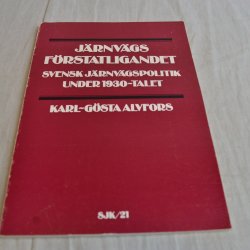 JÄRNVÄGS
FÖRSTATLIGANDET
SVENSK JÄRNVÄGSPOLITIK
UNDER 1930-TALET
KARL-GÖSTA ALVFORS
SJK/21